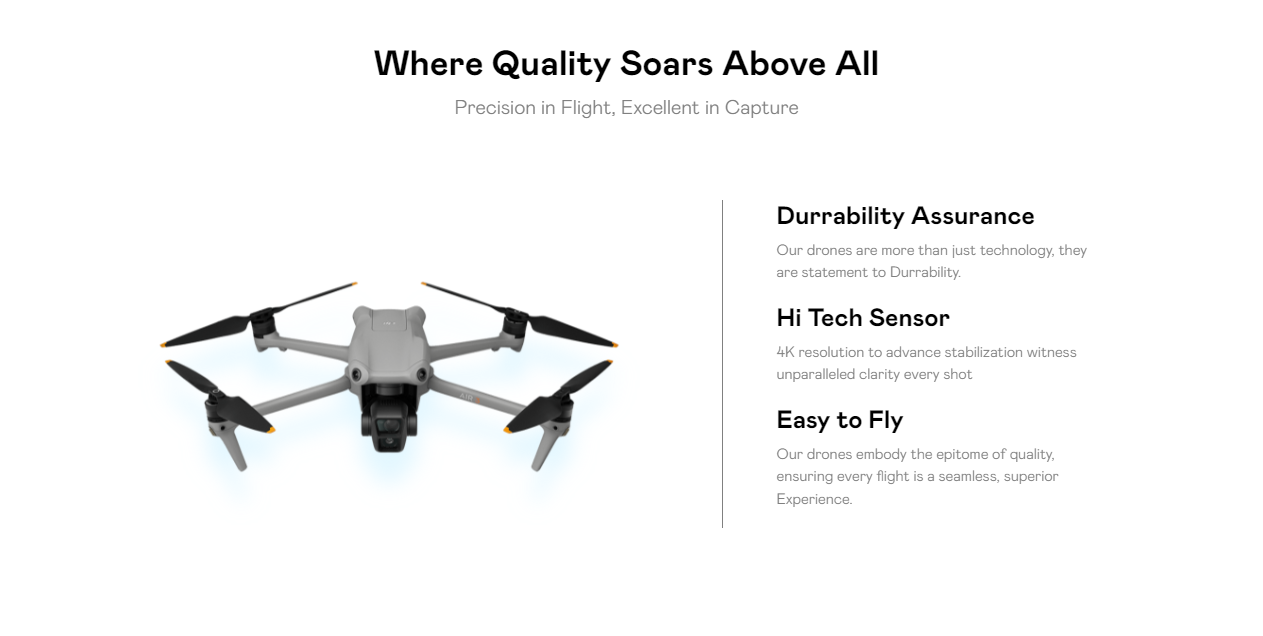 Where Quality Soars Above All
Precision in Flight, Excellent in Capture
Durrability Assurance
Our drones are more than just technology, they
are statement to Durrability.
Hi Tech Sensor
4K resolution to advance stabilization witness
unparalleled clarity every shot
Easy to Fly
Our drones embody the epitome of quality,
ensuring every flight is a seamless, superior
Experience.